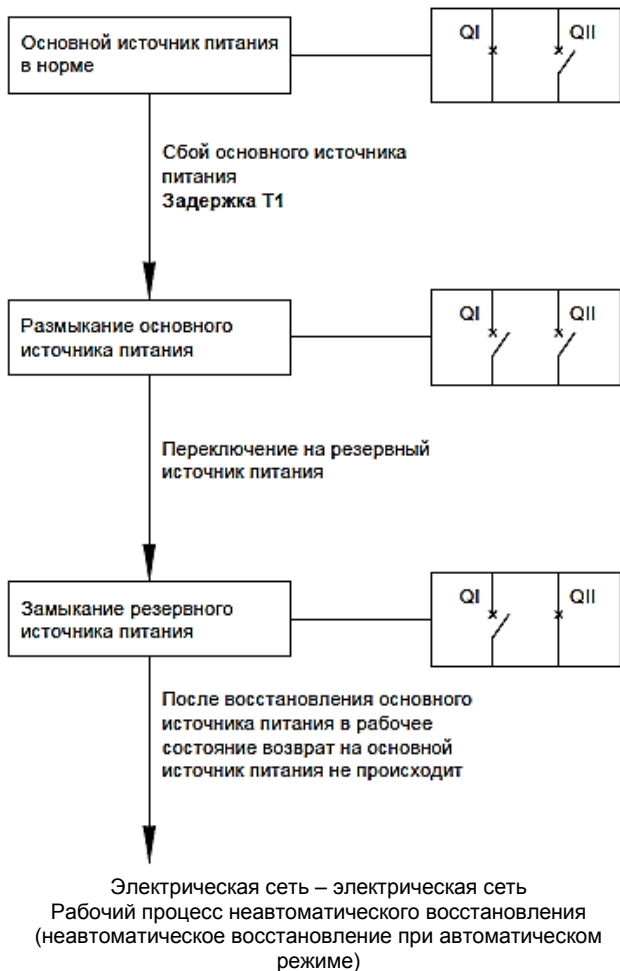 Основной источник питания
в норме
QI
QII
Сбой основного источника
питания
Задержка T1
Размыкание основного
источника питания
QI
QII
Переключение на резервный
источник питания
Замыкание резервного
источника питания
QI
QII
После восстановления основного
источника питания в рабочее
состояние возврат на основной
источник питания не происходит
Электрическая сеть – электрическая сеть
Рабочий процесс неавтоматического восстановления
(неавтоматическое восстановление при автоматическом
режиме)